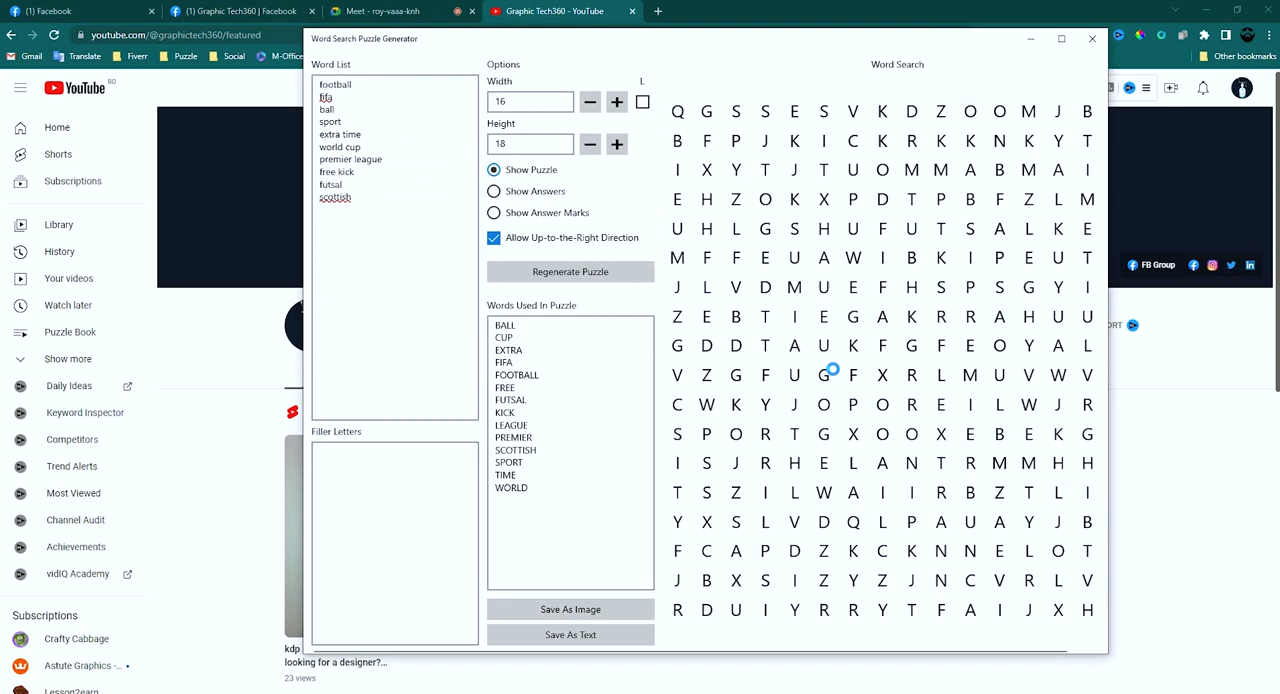 (1) Facebook
(1) Graphic Tech360 | Facebook
Meet - roy-vaaa-knh
Graphic Tech360 - YouTube
youtube.com/@graphictech360/featured
Gmail
Translate
Fiverr
Puzzle
Social
M-Office
Other bookmarks
YouTube BD
Home
Shorts
Subscriptions
Library
History
Your videos
Watch later
Puzzle Book
Show more
Daily Ideas
Keyword Inspector
Competitors
Trend Alerts
Most Viewed
Channel Audit
Achievements
vidIQ Academy
Subscriptions
Crafty Cabbage
Astute Graphics -...
Lesson2earn
Word Search Puzzle Generator
Word List
football
fifa
ball
sport
extra time
world cup
premier league
free kick
futsal
scottish
Filler Letters
Options
Width
L
16
Height
18
Show Puzzle
Show Answers
Show Answer Marks
Allow Up-to-the-Right Direction
Regenerate Puzzle
Words Used In Puzzle
BALL
CUP
EXTRA
FIFA
FOOTBALL
FREE
FUTSAL
KICK
LEAGUE
PREMIER
SCOTTISH
SPORT
TIME
WORLD
Save As Image
Save As Text
Word Search
Q G S S E S V K D Z O O M J B
B F P J K I C K R K K N K Y T
I X Y T J T U O M M A B M A I
E H Z O K X P D T P B F Z L M
U H L G S H U F U T S A L K E
M F F E U A W I B K I P E U T
J L V D M U E F H S P S G Y I
Z E B T I E G A K R R A H U U
G D D T A U K F G F E O Y A L
V Z G F U G F X R L M U V W V
C W K Y J O P O R E I L W J R
S P O R T G X O O X E B E K G
I S J R H E L A N T R M M H H
T S Z I L W A I I R B Z T L I
Y X S L V D Q L P A U A Y J B
F C A P D Z K C K N N E L O T
J B X S I Z Y Z J N C V R L V
R D U I Y R R Y T F A I J X H
FB Group
kdp
looking for a designer?...
23 views